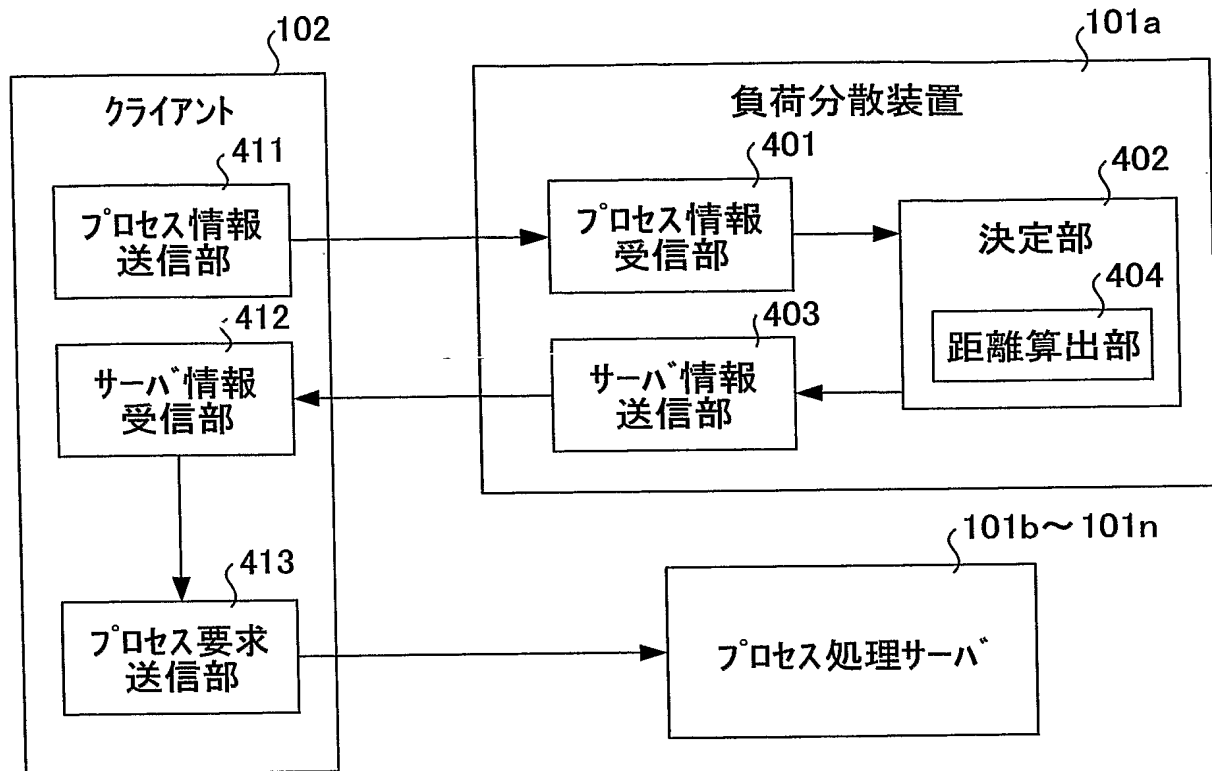 102
クライアント
411
プロセス情報
送信部
412
サーバ情報
受信部
413
プロセス要求
送信部
101a
負荷分散装置
401
プロセス情報
受信部
402
決定部
404
距離算出部
403
サーバ情報
送信部
101b～101n
プロセス処理サーバ